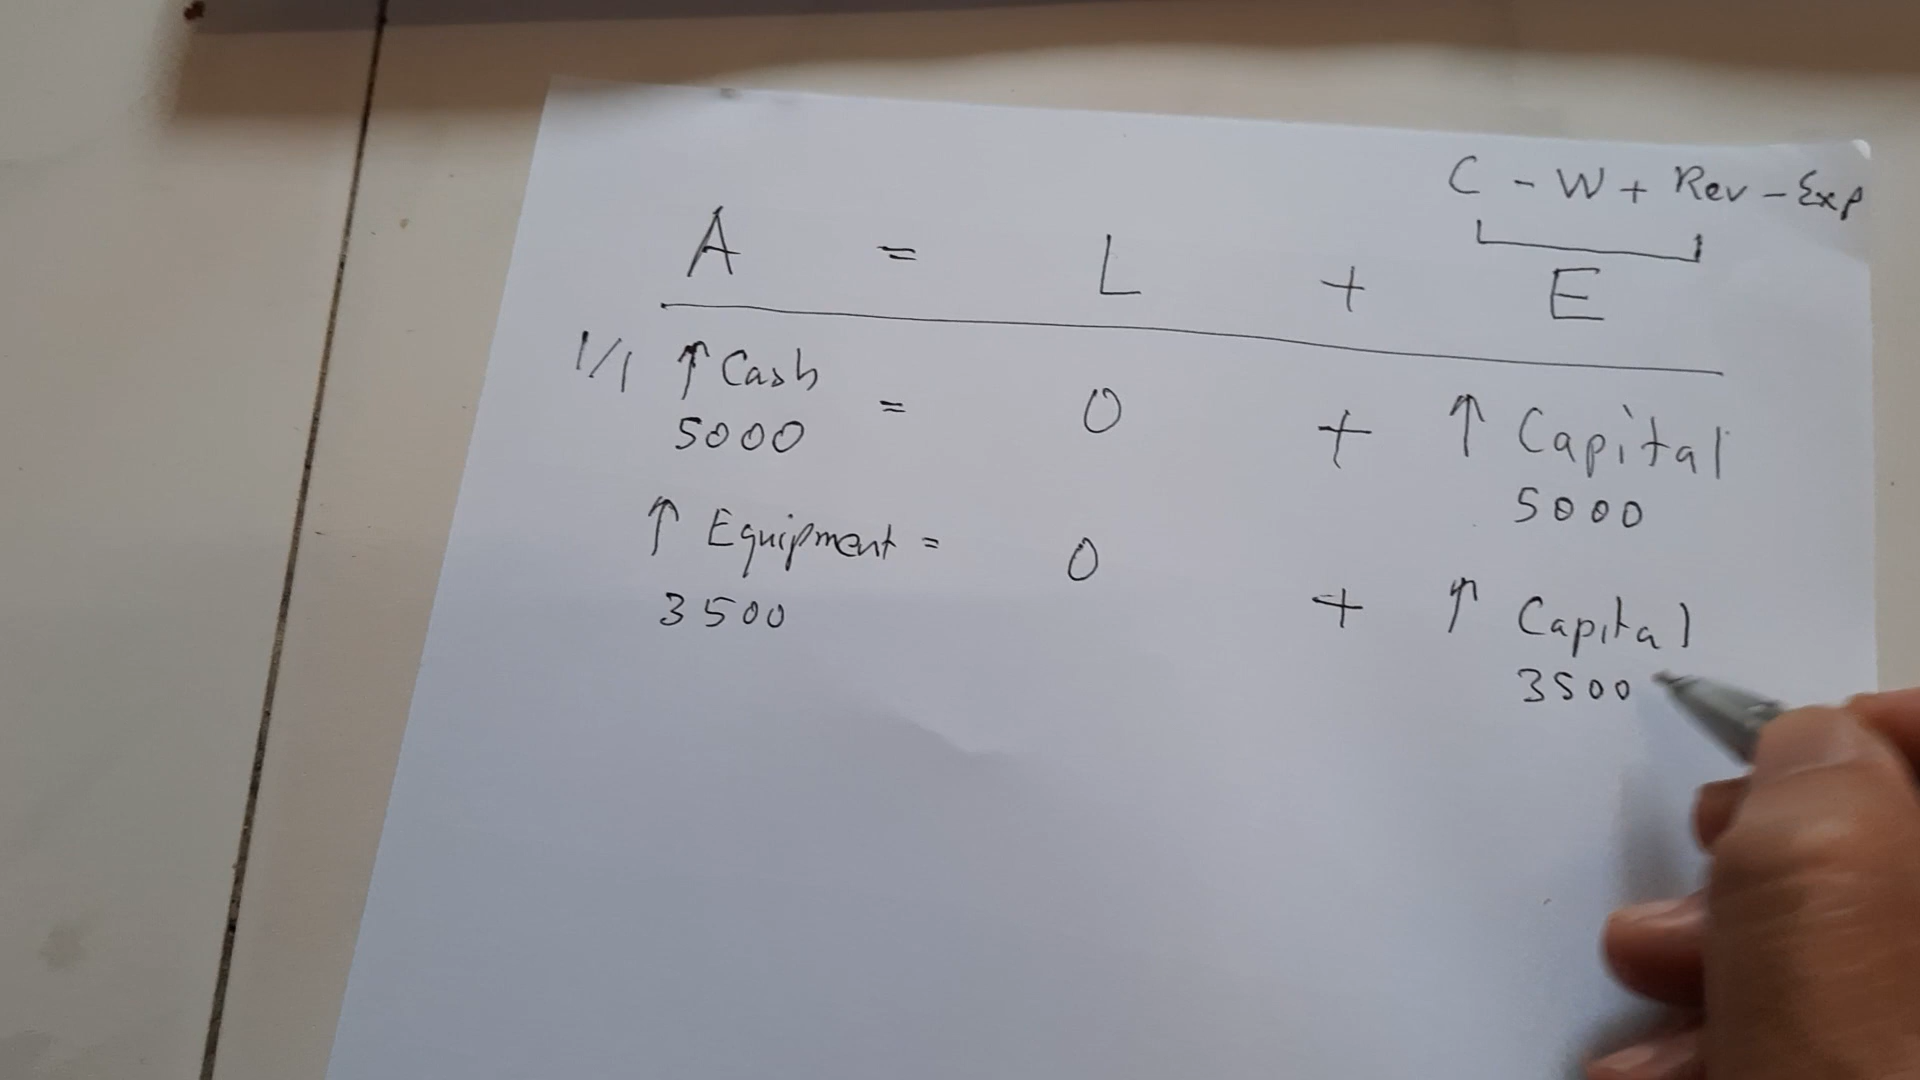 C - W + Rev - Exp
A = L + E
1/1 ↑ Cash = 0 + ↑ Capital
5000 5000
↑ Equipment = 0 + ↑ Capital
3500 3500